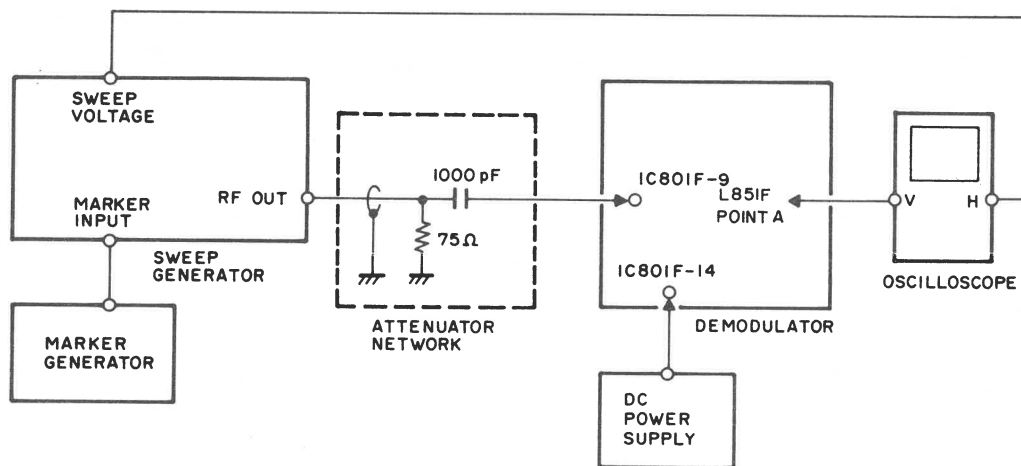 SWEEP
VOLTAGE
MARKER
INPUT
RF OUT
SWEEP
GENERATOR
MARKER
GENERATOR
1000 pF
75Ω
ATTENUATOR
NETWORK
IC801F-9
L851F
POINT A
IC801F-14
DEMODULATOR
DC
POWER
SUPPLY
V
H
OSCILLOSCOPE